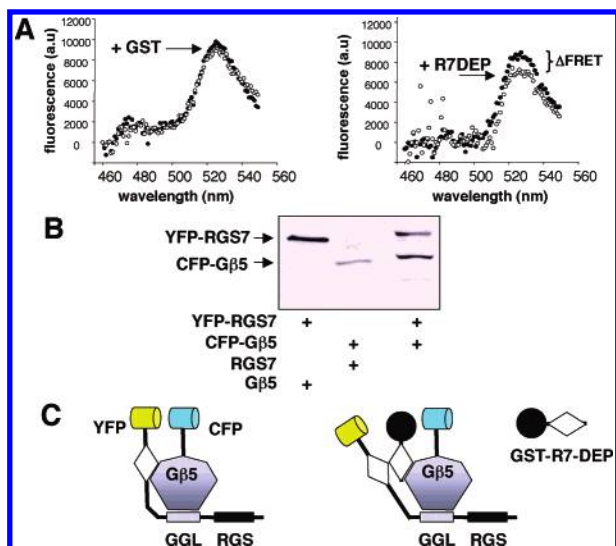 A
fluorescence (a.u)
10000
8000
6000
4000
2000
0
+ GST
460 480 500 520 540 560
wavelength (nm)
fluorescence (a.u)
10000
8000
6000
4000
2000
0
+ R7DEP
ΔFRET
460 480 500 520 540 560
wavelength (nm)
B
YFP-RGS7
CFP-Gβ5
YFP-RGS7 + +
CFP-Gβ5 + +
RGS7 +
Gβ5 +
C
YFP CFP
Gβ5
GGL RGS
Gβ5
GGL RGS
GST-R7-DEP